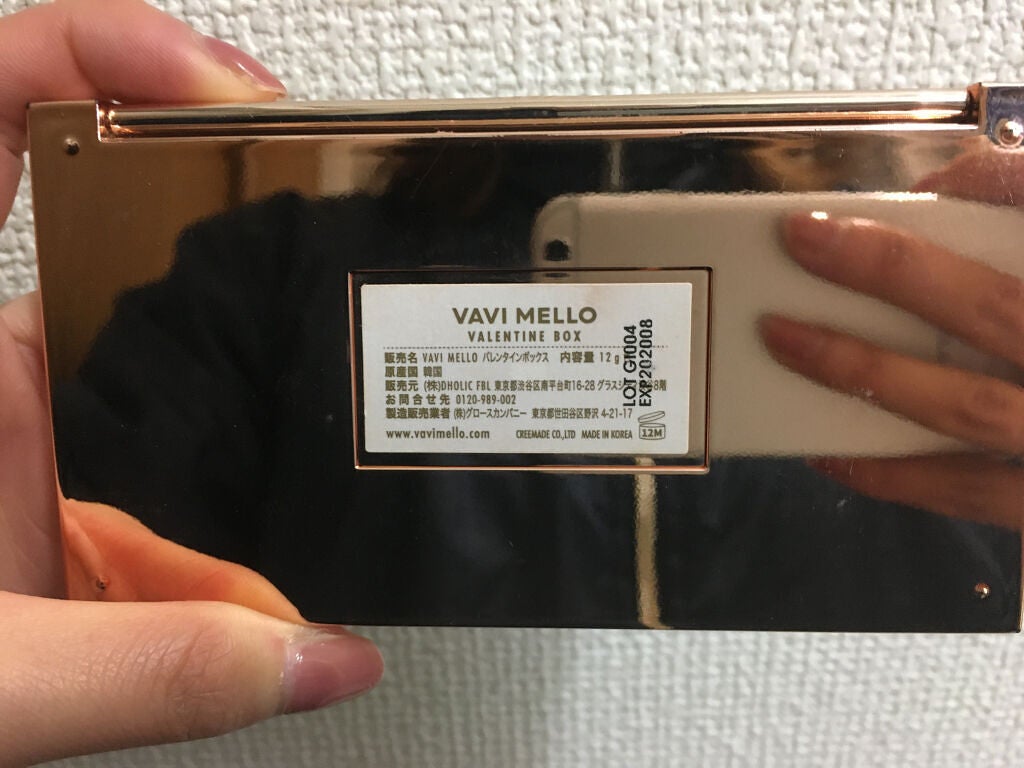 VAVI MELLO
VALENTINE BOX
販売名 VAVI MELLO バレンタインボックス 内容量 12g
原産国 韓国
販売元 (株)DHOLIC FBL 東京都渋谷区南平台町16-28 8階
お問合せ先 0120-989-002
製造販売業者 (株)グロースカンパニー 東京都世田谷区野沢 4-21-17
www.vavimello.com CREEMADE CO.,LTD MADE IN KOREA 12M
EXP202008